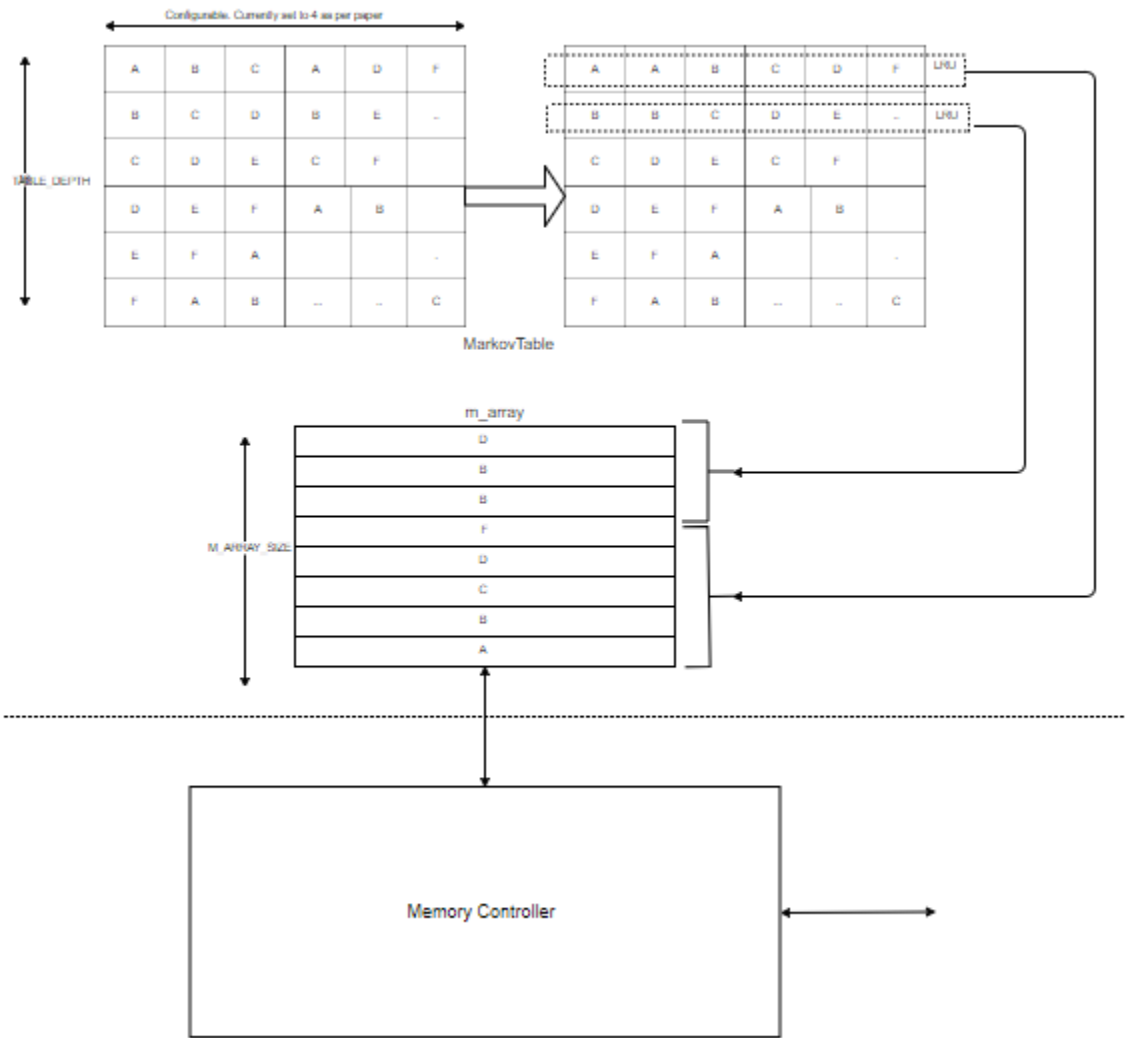 Configurable. Currently set to 4 as per paper
A B C A D F
B C D B E ..
C D E C F
D E F A B
E F A .
F A B ... .. C
TABLE_DEPTH
A A B C D F LRU
B B C D E .. LRU
C D E C F
D E F A B
E F A .
F A B ... .. C
MarkovTable
m_array
D
B
B
F
D
C
B
A
M_ARRAY_SIZE
Memory Controller